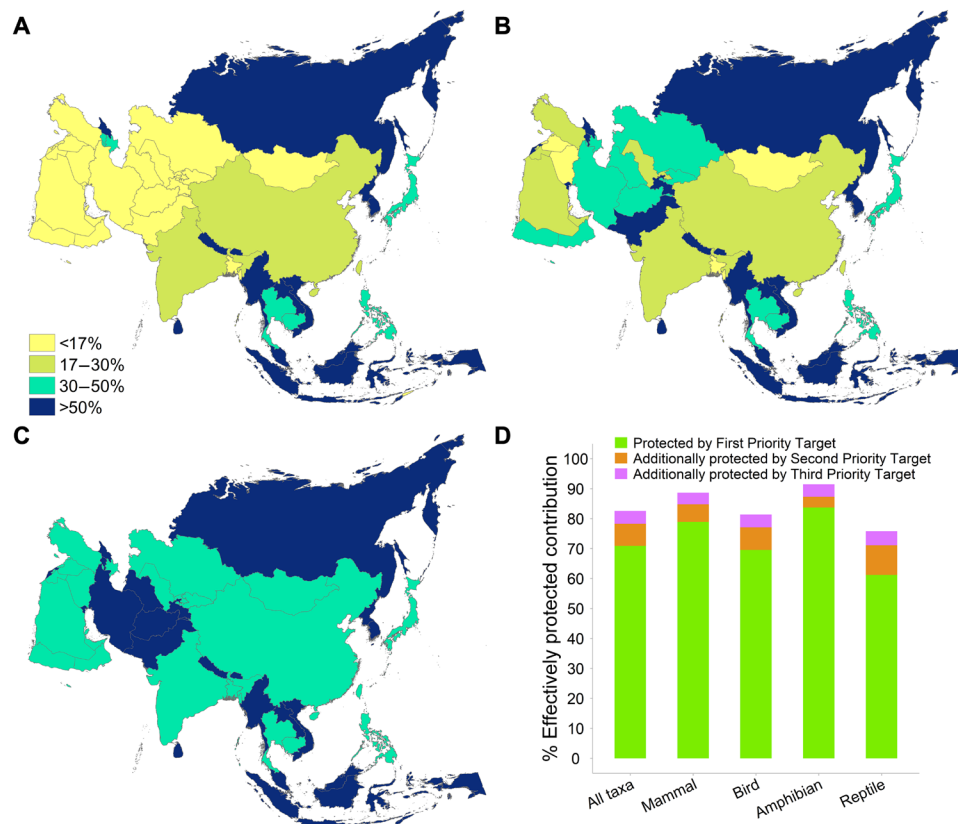 A
B
<17%
17–30%
30–50%
>50%
C
D
Protected by First Priority Target
Additionally protected by Second Priority Target
Additionally protected by Third Priority Target
% Effectively protected contribution
100
90
80
70
60
50
40
30
20
10
0
All taxa
Mammal
Bird
Amphibian
Reptile